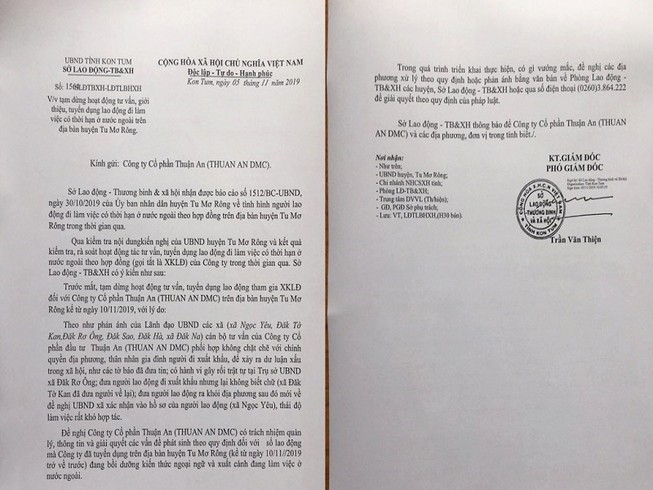 UBND TỈNH KON TUM
SỞ LAO ĐỘNG-TB&XH
CỘNG HÒA XÃ HỘI CHỦ NGHĨA VIỆT NAM
Độc lập - Tự do - Hạnh phúc
Số: /SLĐTBXH-LDTLBHXH
Kon Tum, ngày 05 tháng 11 năm 2019
V/v tạm dừng hoạt động tư vấn, giới
thiệu, tuyển dụng lao động đi làm
việc có thời hạn ở nước ngoài trên
địa bàn huyện Tu Mơ Rông.
Kính gửi: Công ty Cổ phần Thuận An (THUAN AN DMC).
Sở Lao động - Thương binh & xã hội nhận được báo cáo số 1512/BC-UBND,
ngày 30/10/2019 của Ủy ban nhân dân huyện Tu Mơ Rông về tình hình người lao
động đi làm việc có thời hạn ở nước ngoài theo hợp đồng trên địa bàn huyện Tu Mơ
Rông trong thời gian qua.
Qua kiểm tra nội dung kiến nghị của UBND huyện Tu Mơ Rông và kết quả
kiểm tra, rà soát hoạt động tác tư vấn, tuyển dụng lao động đi làm việc có thời hạn ở
nước ngoài theo hợp đồng (gọi tắt là XKLĐ) của Công ty trong thời gian qua. Sở
Lao động - TB&XH có ý kiến như sau:
Trước mắt, tạm dừng hoạt động tư vấn, tuyển dụng lao động tham gia XKLĐ
đối với Công ty Cổ phần Thuận An (THUAN AN DMC) trên địa bàn huyện Tu Mơ
Rông kể từ ngày 10/11/2019, với lý do:
Theo như phản ánh của Lãnh đạo UBND các xã (xã Ngọc Yêu, Đăk Tờ
Kan,Đăk Rơ Ông, Đăk Sao, Đăk Hà, xã Đăk Na) cán bộ tư vấn của Công ty Cổ
phần đầu tư Thuận An (THUAN AN DMC) phối hợp không chặt chẽ với chính
quyền địa phương, thân nhân gia đình người đi xuất khẩu, để xảy ra dư luận xấu
trong xã hội, như các tờ báo đã đưa tin; có hành vi gây rối trật tự tại Trụ sở UBND
xã Đăk Rơ Ông; đưa người lao động đi xuất khẩu nhưng lại không biết chữ (xã Đăk
Tờ Kan đã đưa người về lại); đưa người lao động ra khỏi địa phương sau đó mới về
đề nghị UBND xã xác nhận vào hồ sơ của người lao động (xã Ngọc Yêu), thái độ
làm việc rất khó hợp tác.
Đề nghị Công ty Cổ phần Thuận An (THUAN AN DMC) có trách nhiệm quản
lý, thông tin và giải quyết các vấn đề phát sinh theo quy định đối với số lao động
mà Công ty đã tuyển dụng trên địa bàn huyện Tu Mơ Rông (kể từ ngày 10/11//2019
trở về trước) đang bồi dưỡng kiến thức ngoại ngữ và xuất cảnh đang làm việc ở
nước ngoài.
Trong quá trình triển khai thực hiện, có gì vướng mắc, đề nghị các địa
phương xử lý theo quy định hoặc phản ánh bằng văn bản về Phòng Lao động -
TB&XH các huyện, Sở Lao động - TB&XH hoặc qua số điện thoại (0260)3.864.222
để giải quyết theo quy định của pháp luật.
Sở Lao động - TB&XH thông báo để Công ty Cổ phần Thuận An (THUAN
AN DMC) và các địa phương, đơn vị trong tỉnh biết./.
Nơi nhận:
- Như trên;
- UBND huyện, Tu Mơ Rông;
- Chi nhánh NHCSXH tỉnh;
- Phòng LĐ-TB&XH;
- Trung tâm DVVL (Th/hiện);
- GĐ, PGĐ Sở phụ trách;
- Lưu: VT, LĐTLBHXH,(H30 bản).
KT.GIÁM ĐỐC
PHÓ GIÁM ĐỐC
SỞ
LAO ĐỘNG
THƯƠNG BINH
VÀ XÃ HỘI
TỈNH KON TUM
Trần Văn Thiện